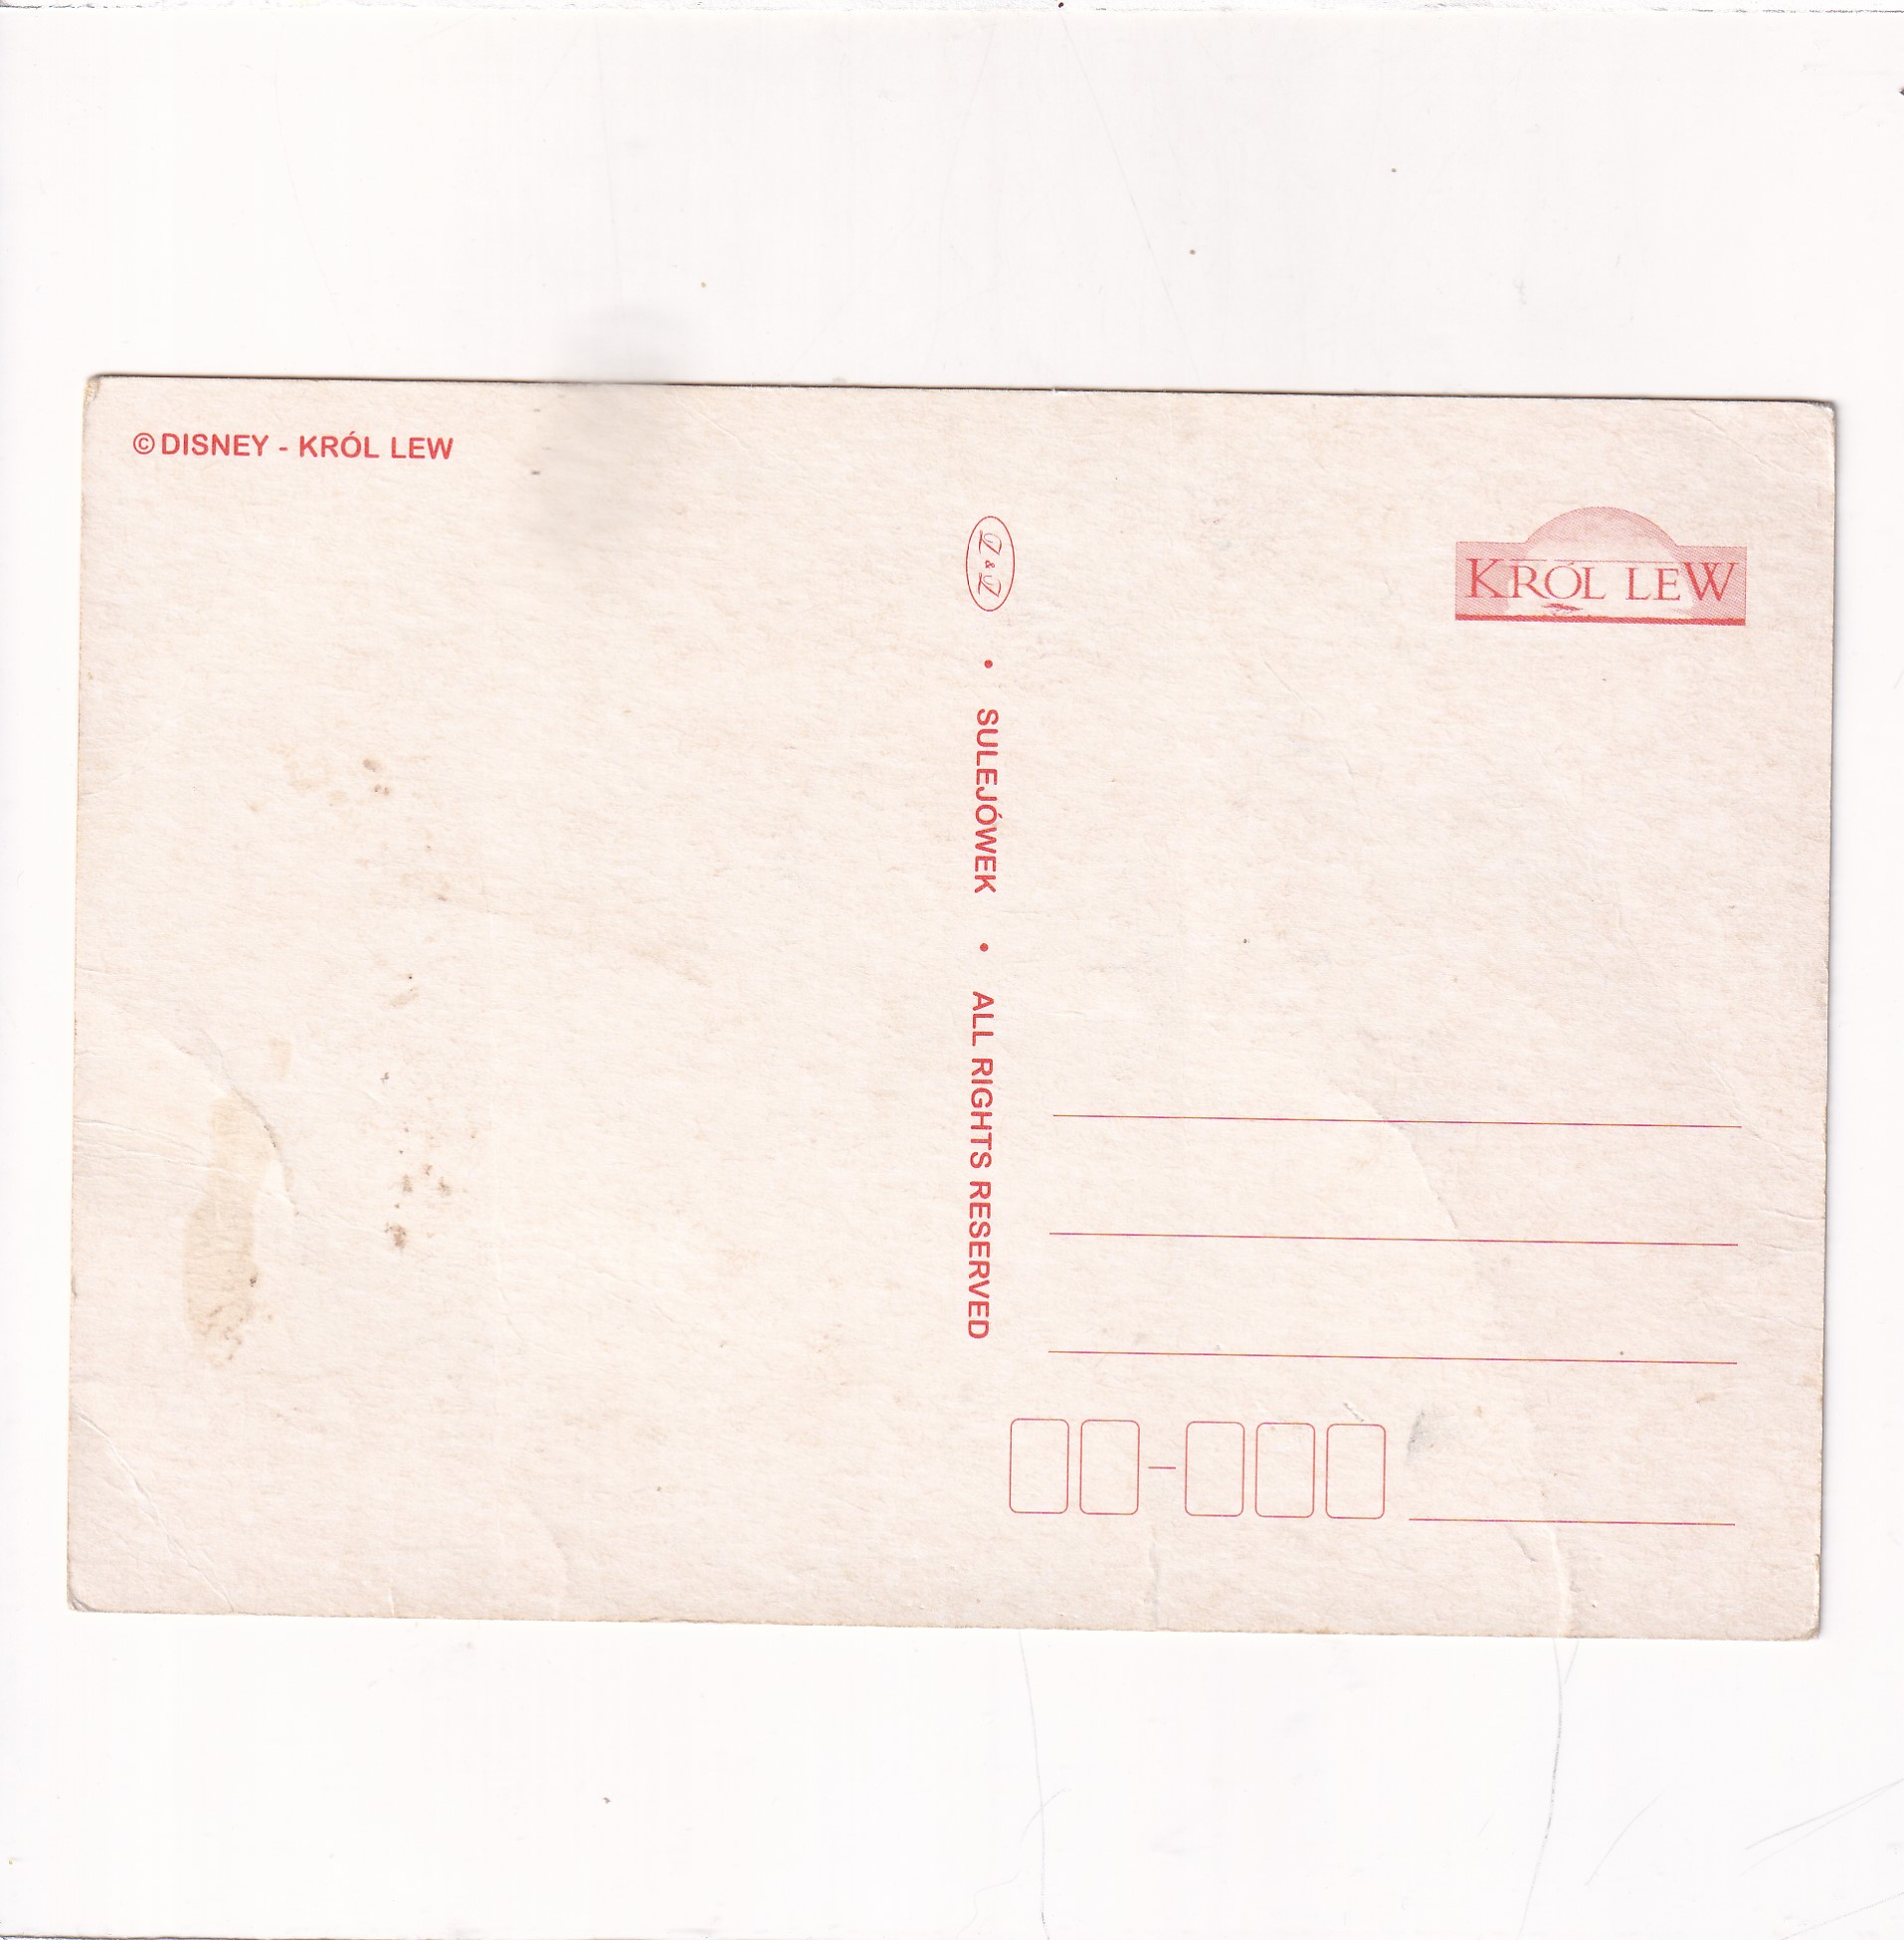 © DISNEY - KRÓL LEW
KRÓL LEW
• SULEJÓWEK • ALL RIGHTS RESERVED